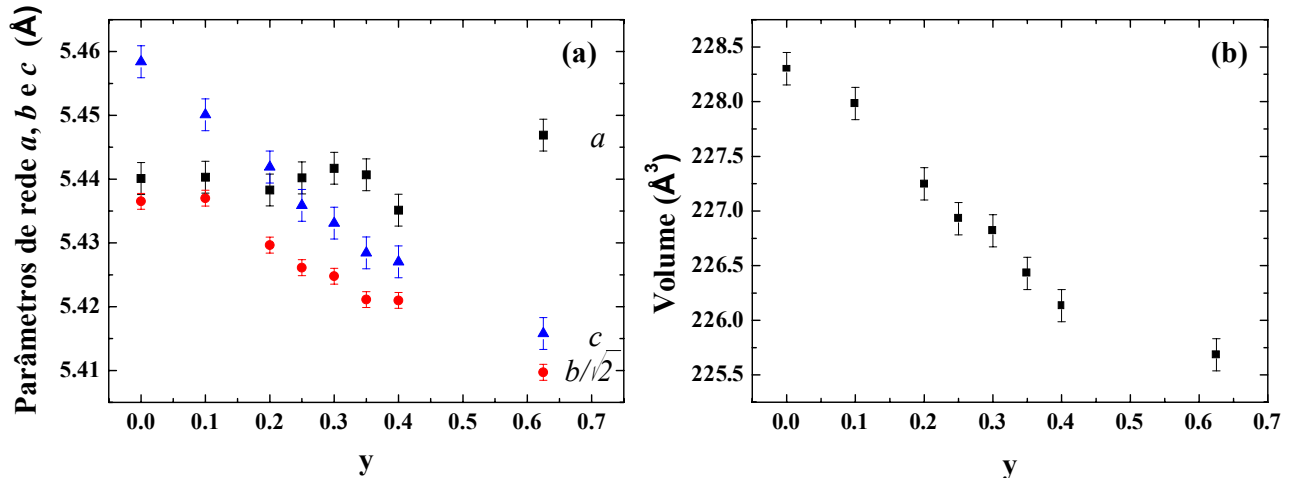 Parâmetros de rede a, b e c (Å)
5.46
5.45
5.44
5.43
5.42
5.41
(a)
a
c
b/√2
0.0 0.1 0.2 0.3 0.4 0.5 0.6 0.7
y
Volume (Å³)
228.5
228.0
227.5
227.0
226.5
226.0
225.5
(b)
0.0 0.1 0.2 0.3 0.4 0.5 0.6 0.7
y